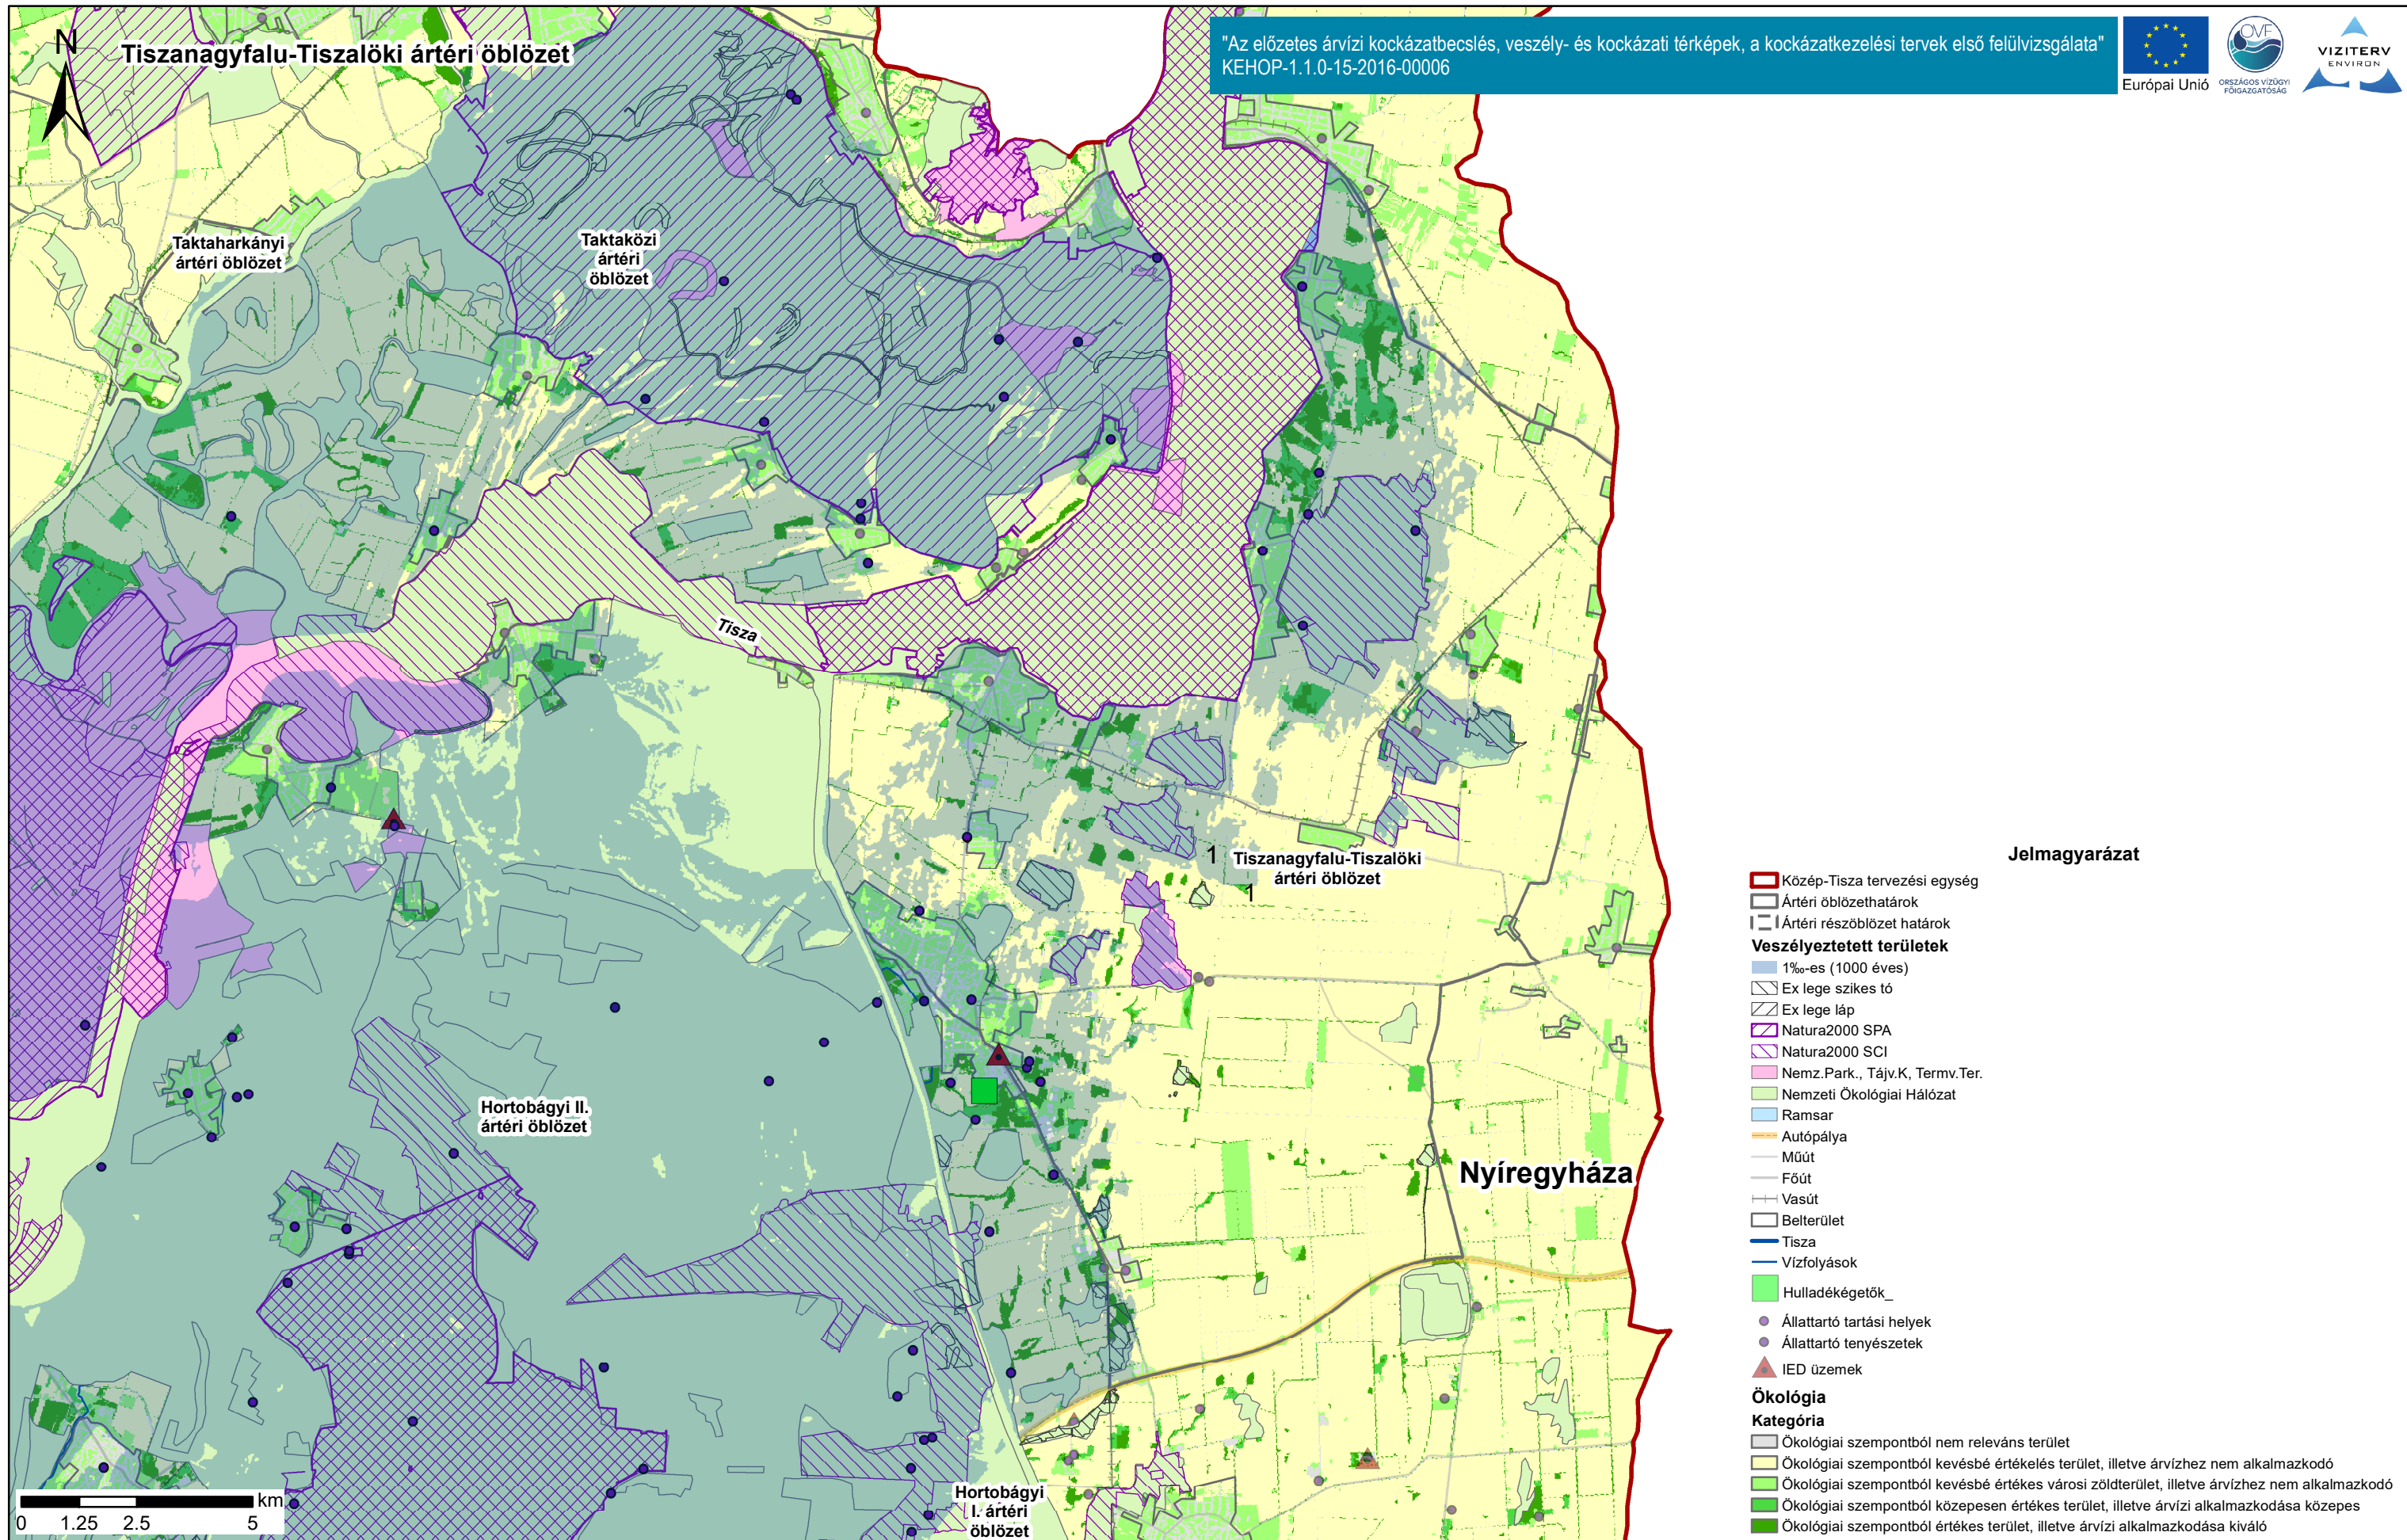 N
Tiszanagyfalu-Tiszalöki ártéri öblözet
"Az előzetes árvízi kockázatbecslés, veszély- és kockázati térképek, a kockázatkezelési tervek első felülvizsgálata"
KEHOP-1.1.0-15-2016-00006
Európai Unió
OVF
ORSZÁGOS VÍZÜGYI
FŐIGAZGATÓSÁG
VIZITERV
ENVIRON
Taktaharkányi
ártéri öblözet
Taktaközi
ártéri
öblözet
Tisza
1
Tiszanagyfalu-Tiszalöki
ártéri öblözet
1
Hortobágyi II.
ártéri öblözet
Nyíregyháza
Hortobágyi
I. ártéri
öblözet
km
0 1.25 2.5 5
Jelmagyarázat
Közép-Tisza tervezési egység
Ártéri öblözethatárok
Ártéri részöblözet határok
Veszélyeztetett területek
1‰-es (1000 éves)
Ex lege szikes tó
Ex lege láp
Natura2000 SPA
Natura2000 SCI
Nemz.Park., Tájv.K, Termv.Ter.
Nemzeti Ökológiai Hálózat
Ramsar
Autópálya
Műút
Főút
Vasút
Belterület
Tisza
Vízfolyások
Hulladékégetők_
Állattartó tartási helyek
Állattartó tenyészetek
IED üzemek
Ökológia
Kategória
Ökológiai szempontból nem releváns terület
Ökológiai szempontból kevésbé értékelés terület, illetve árvízhez nem alkalmazkodó
Ökológiai szempontból kevésbé értékes városi zöldterület, illetve árvízhez nem alkalmazkodó
Ökológiai szempontból közepesen értékes terület, illetve árvízi alkalmazkodása közepes
Ökológiai szempontból értékes terület, illetve árvízi alkalmazkodása kiváló